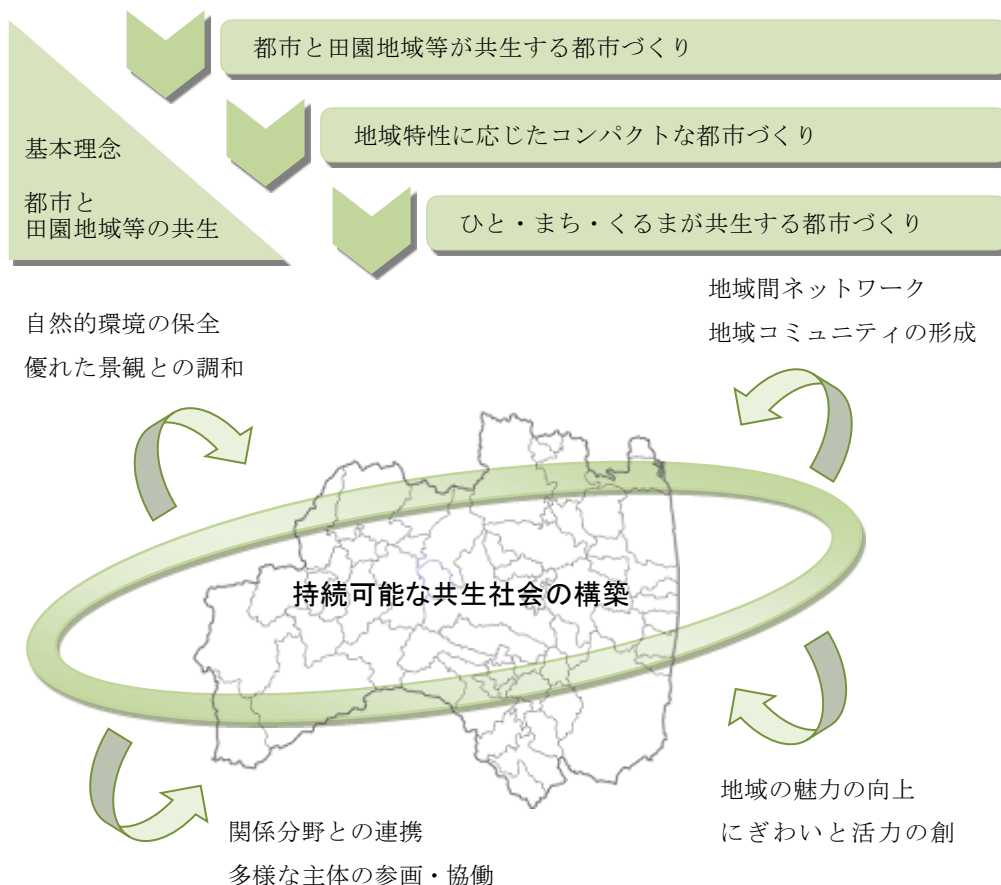 都市と田園地域等が共生する都市づくり
地域特性に応じたコンパクトな都市づくり
ひと・まち・くるまが共生する都市づくり
基本理念
都市と
田園地域等の共生
自然的環境の保全
優れた景観との調和
地域間ネットワーク
地域コミュニティの形成
持続可能な共生社会の構築
関係分野との連携
多様な主体の参画・協働
地域の魅力の向上
にぎわいと活力の創